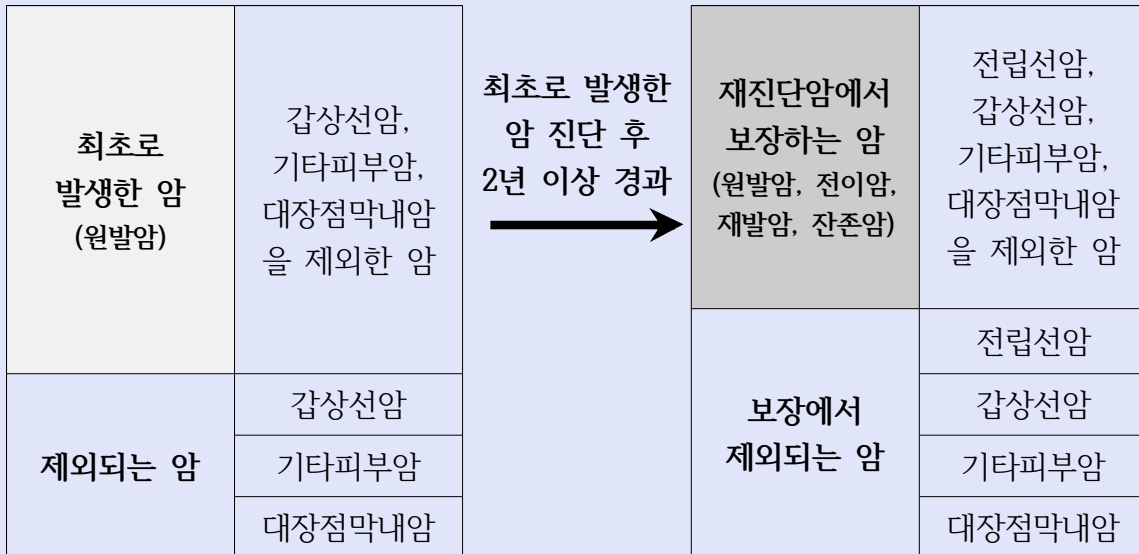 최초로
발생한 암
(원발암)
갑상선암,
기타피부암,
대장점막내암
을 제외한 암
제외되는 암
갑상선암
기타피부암
대장점막내암
최초로 발생한
암 진단 후
2년 이상 경과
재진단암에서
보장하는 암
(원발암, 전이암,
재발암, 잔존암)
전립선암,
갑상선암,
기타피부암,
대장점막내암
을 제외한 암
보장에서
제외되는 암
전립선암
갑상선암
기타피부암
대장점막내암